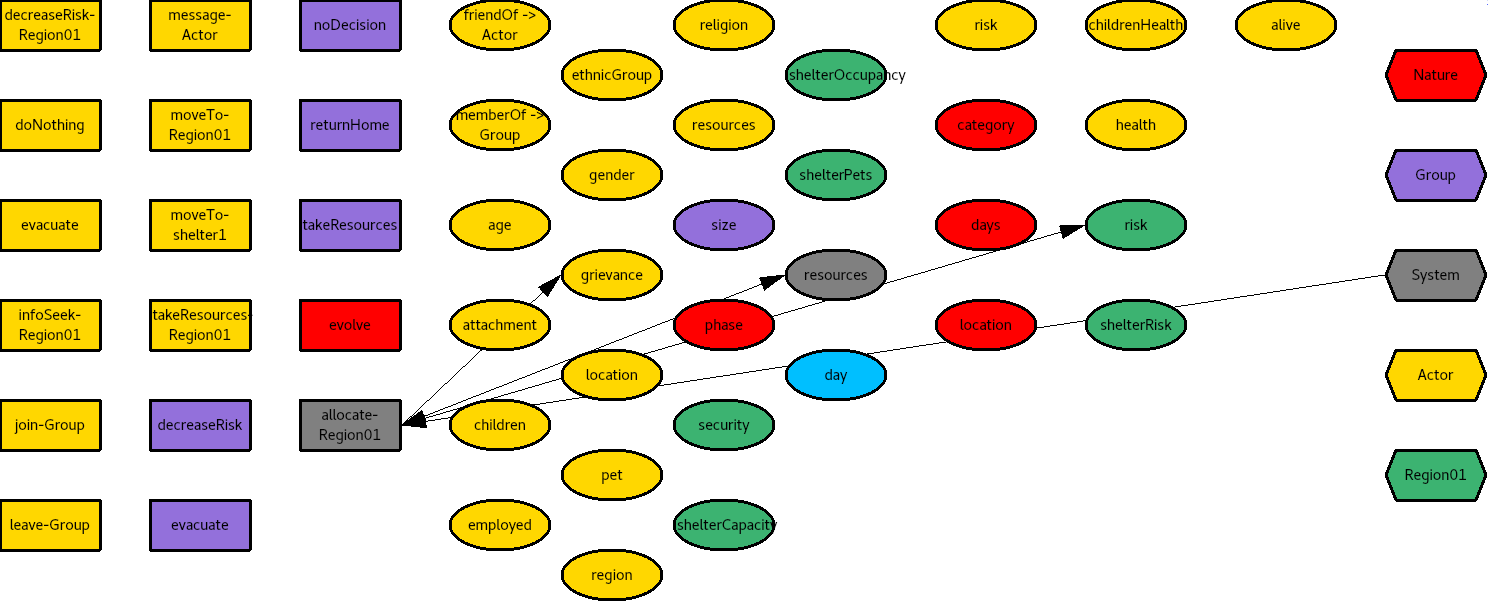 decreaseRisk-
Region01
message-
Actor
noDecision
friendOf ->
Actor
religion
risk
childrenHealth
alive
ethnicGroup
shelterOccupancy
Nature
doNothing
moveTo-
Region01
returnHome
memberOf ->
Group
resources
category
health
gender
shelterPets
Group
evacuate
moveTo-
shelter1
takeResources
age
size
days
risk
grievance
resources
System
infoSeek-
Region01
takeResources-
Region01
evolve
attachment
phase
location
shelterRisk
location
day
Actor
join-Group
decreaseRisk
allocate-
Region01
children
security
pet
Region01
leave-Group
evacuate
employed
shelterCapacity
region